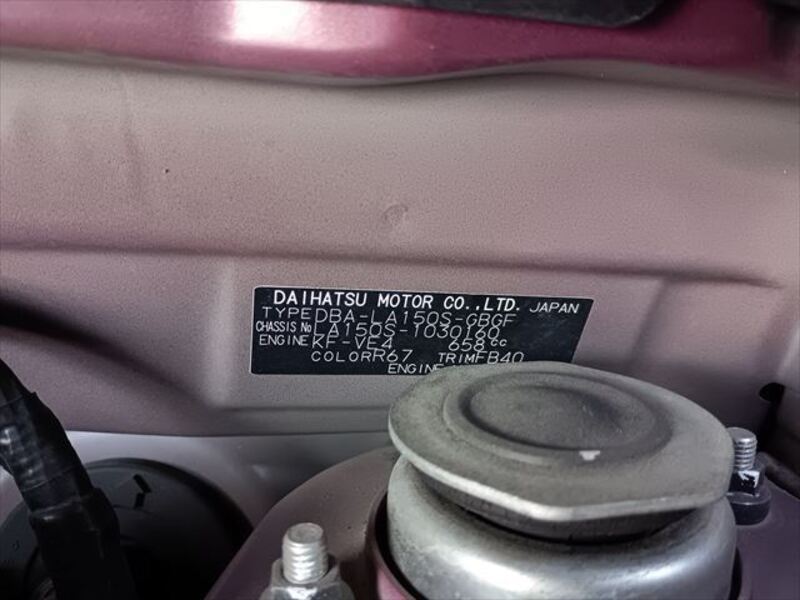 DAIHATSU MOTOR CO.,LTD. JAPAN
TYPE DBA-LA150S-GBGF
CHASSIS No LA150S-1030160
ENGINE KF-VE4 658cc
COLOR R67 TRIM FB40
ENGINE